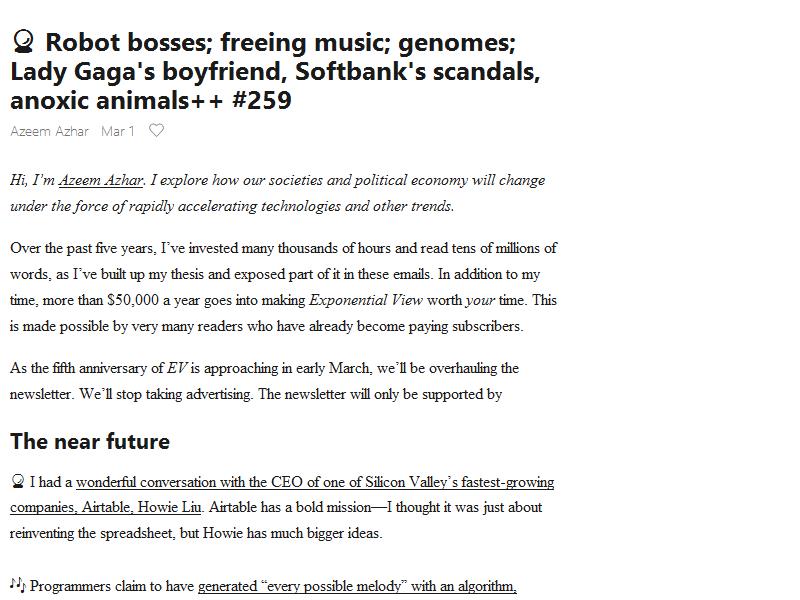 🔮 Robot bosses; freeing music; genomes;
Lady Gaga's boyfriend, Softbank's scandals,
anoxic animals++ #259
Azeem Azhar Mar 1
Hi, I’m Azeem Azhar. I explore how our societies and political economy will change
under the force of rapidly accelerating technologies and other trends.
Over the past five years, I’ve invested many thousands of hours and read tens of millions of
words, as I’ve built up my thesis and exposed part of it in these emails. In addition to my
time, more than $50,000 a year goes into making Exponential View worth your time. This
is made possible by very many readers who have already become paying subscribers.
As the fifth anniversary of EV is approaching in early March, we’ll be overhauling the
newsletter. We’ll stop taking advertising. The newsletter will only be supported by
The near future
🔮 I had a wonderful conversation with the CEO of one of Silicon Valley’s fastest-growing
companies, Airtable, Howie Liu. Airtable has a bold mission—I thought it was just about
reinventing the spreadsheet, but Howie has much bigger ideas.
🎶 Programmers claim to have generated “every possible melody” with an algorithm,